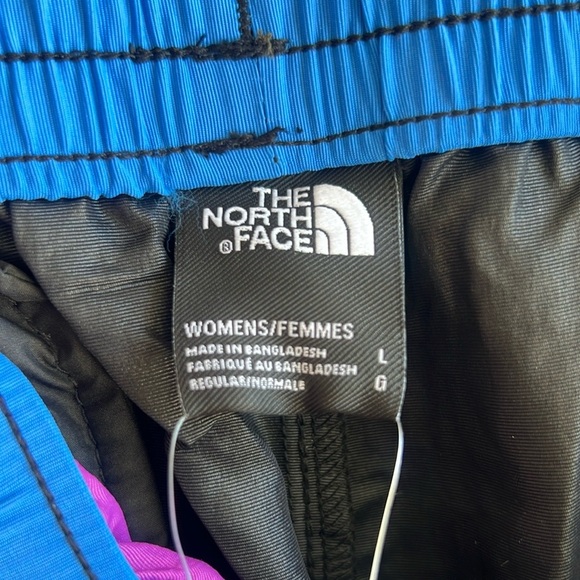 THE
NORTH
FACE
®
WOMENS/FEMMES
MADE IN BANGLADESH L
FABRIQUÉ AU BANGLADESH G
REGULAR/NORMALE